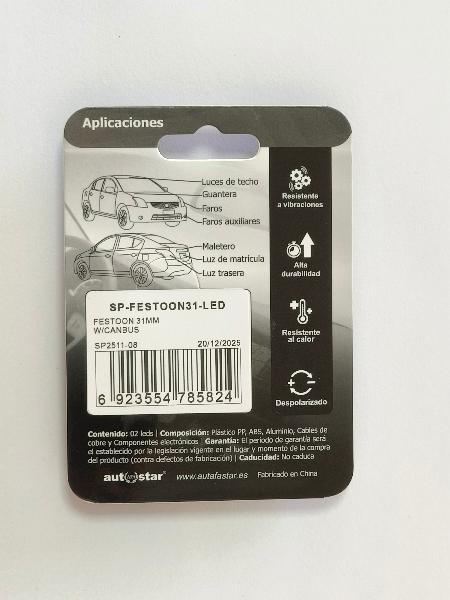 Aplicaciones
Luces de techo
Guantera
Faros
Faros auxiliares
Maletero
Luz de matrícula
Luz trasera
Resistente
a vibraciones
Alta
durabilidad
Resistente
al calor
Despolarizado
SP-FESTOON31-LED
FESTOON 31MM
W/CANBUS
SP2511-08 20/12/2025
6 923554 785824
Contenido: 02 leds | Composición: Plástico PP, ABS, Aluminio, Cables de
cobre y Componentes electrónicos | Garantía: El periodo de garantía será
el establecido por la legislación vigente en el lugar y momento de la compra
del producto (contra defectos de fabricación) | Caducidad: No caduca
autostar www.autafastar.es Fabricado en China